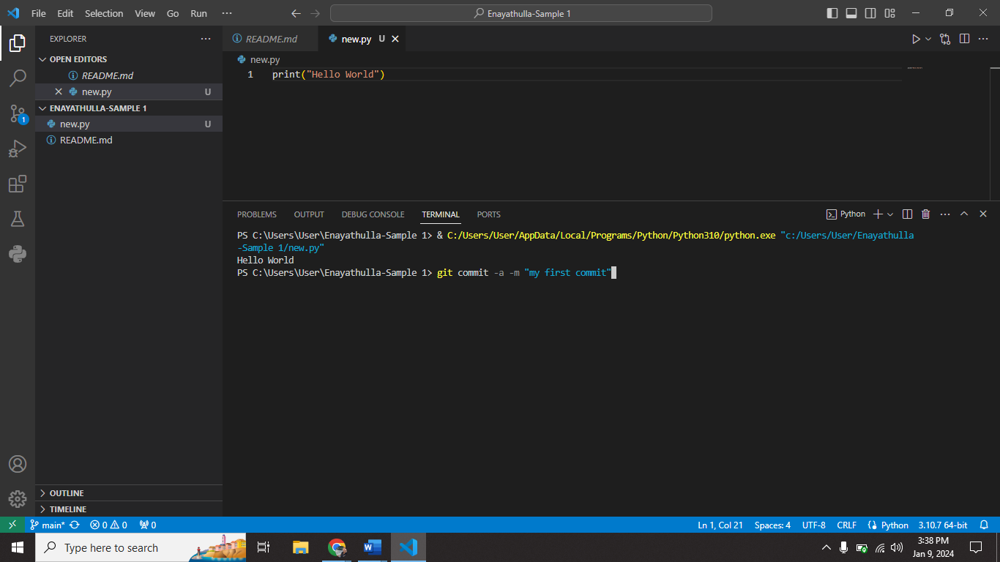 File Edit Selection View Go Run ···
Enayathulla-Sample 1
EXPLORER
OPEN EDITORS
README.md
new.py U
ENAYATHULLA-SAMPLE 1
new.py U
README.md
OUTLINE
TIMELINE
README.md new.py U
new.py
1 print("Hello World")
PROBLEMS OUTPUT DEBUG CONSOLE TERMINAL PORTS
Python
PS C:\Users\User\Enayathulla-Sample 1> & C:/Users/User/AppData/Local/Programs/Python/Python310/python.exe "c:/Users/User/Enayathulla
-Sample 1/new.py"
Hello World
PS C:\Users\User\Enayathulla-Sample 1> git commit -a -m "my first commit"
1
main* 0 0 0 Ln 1, Col 21 Spaces: 4 UTF-8 CRLF Python 3.10.7 64-bit
Type here to search
3:38 PM
Jan 9, 2024